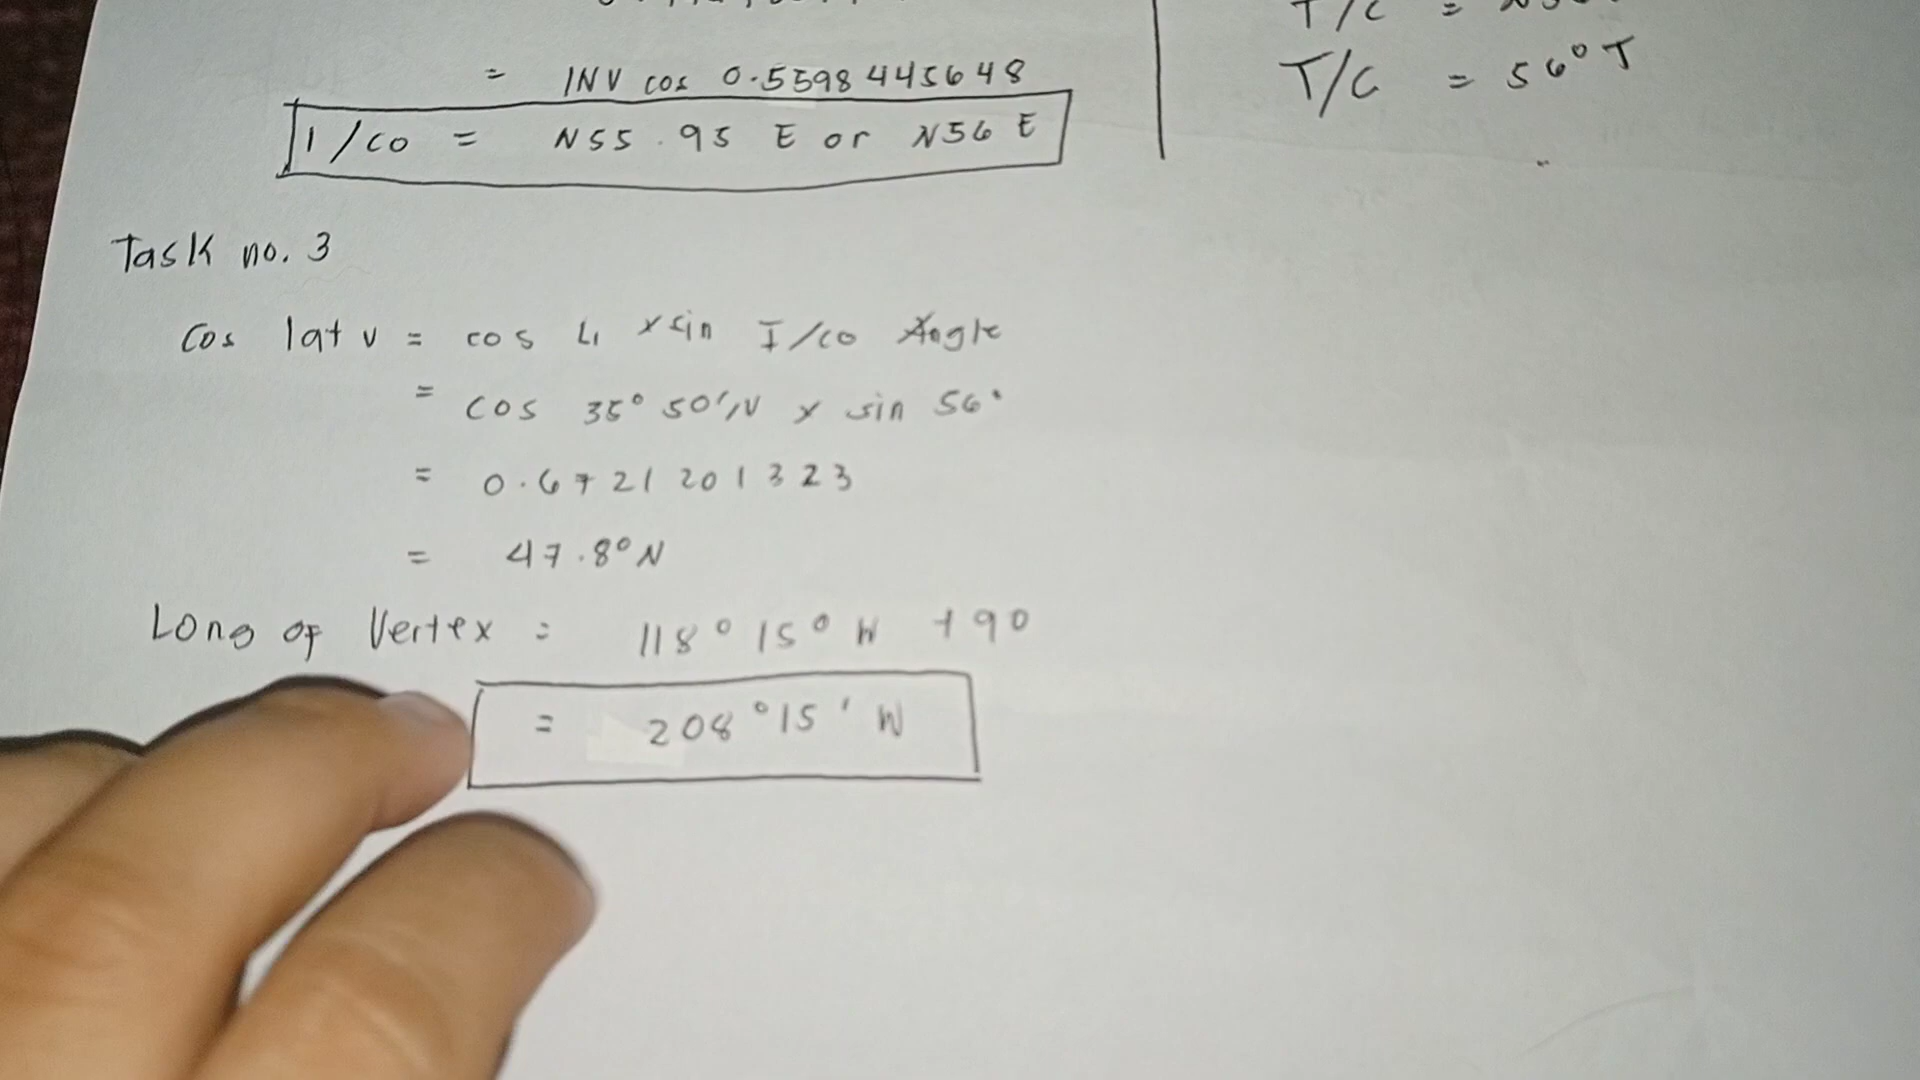 = INV cos 0.5598445648
I/co = N55.95 E or N56 E
T/C =
T/C = 56° T
Task no. 3
Cos lat v = cos L1 x sin I/co Angle
= cos 35° 50' N x sin 56°
= 0.6721201323
= 47.8° N
Long of Vertex = 118° 15° W +90
= 208° 15' W